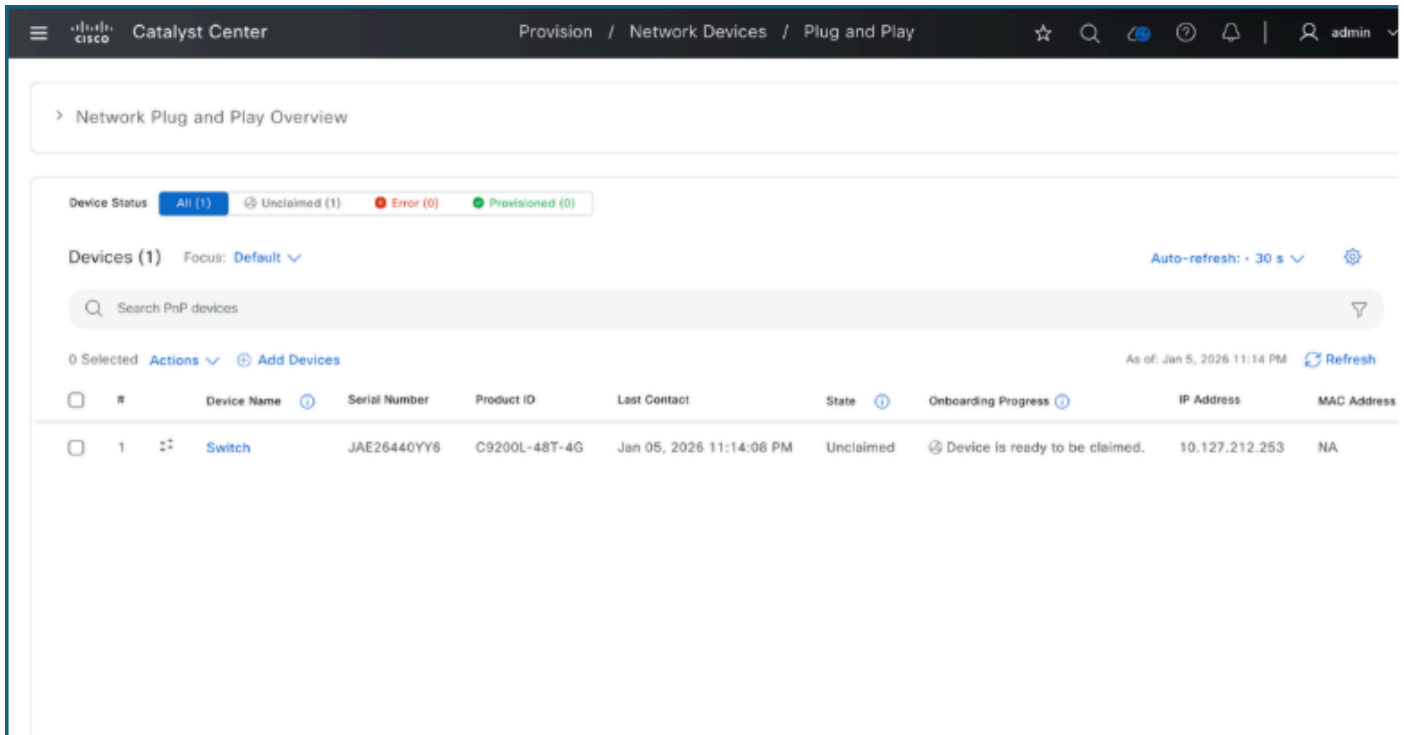 cisco Catalyst Center Provision / Network Devices / Plug and Play admin
Network Plug and Play Overview
Device Status All (1) Unclaimed (1) Error (0) Provisioned (0)
Devices (1) Focus: Default Auto-refresh: • 30 s
Search PnP devices
0 Selected Actions Add Devices As of: Jan 5, 2026 11:14 PM Refresh
# Device Name Serial Number Product ID Last Contact State Onboarding Progress IP Address MAC Address
1 Switch JAE26440YY6 C9200L-48T-4G Jan 05, 2026 11:14:08 PM Unclaimed Device is ready to be claimed. 10.127.212.253 NA